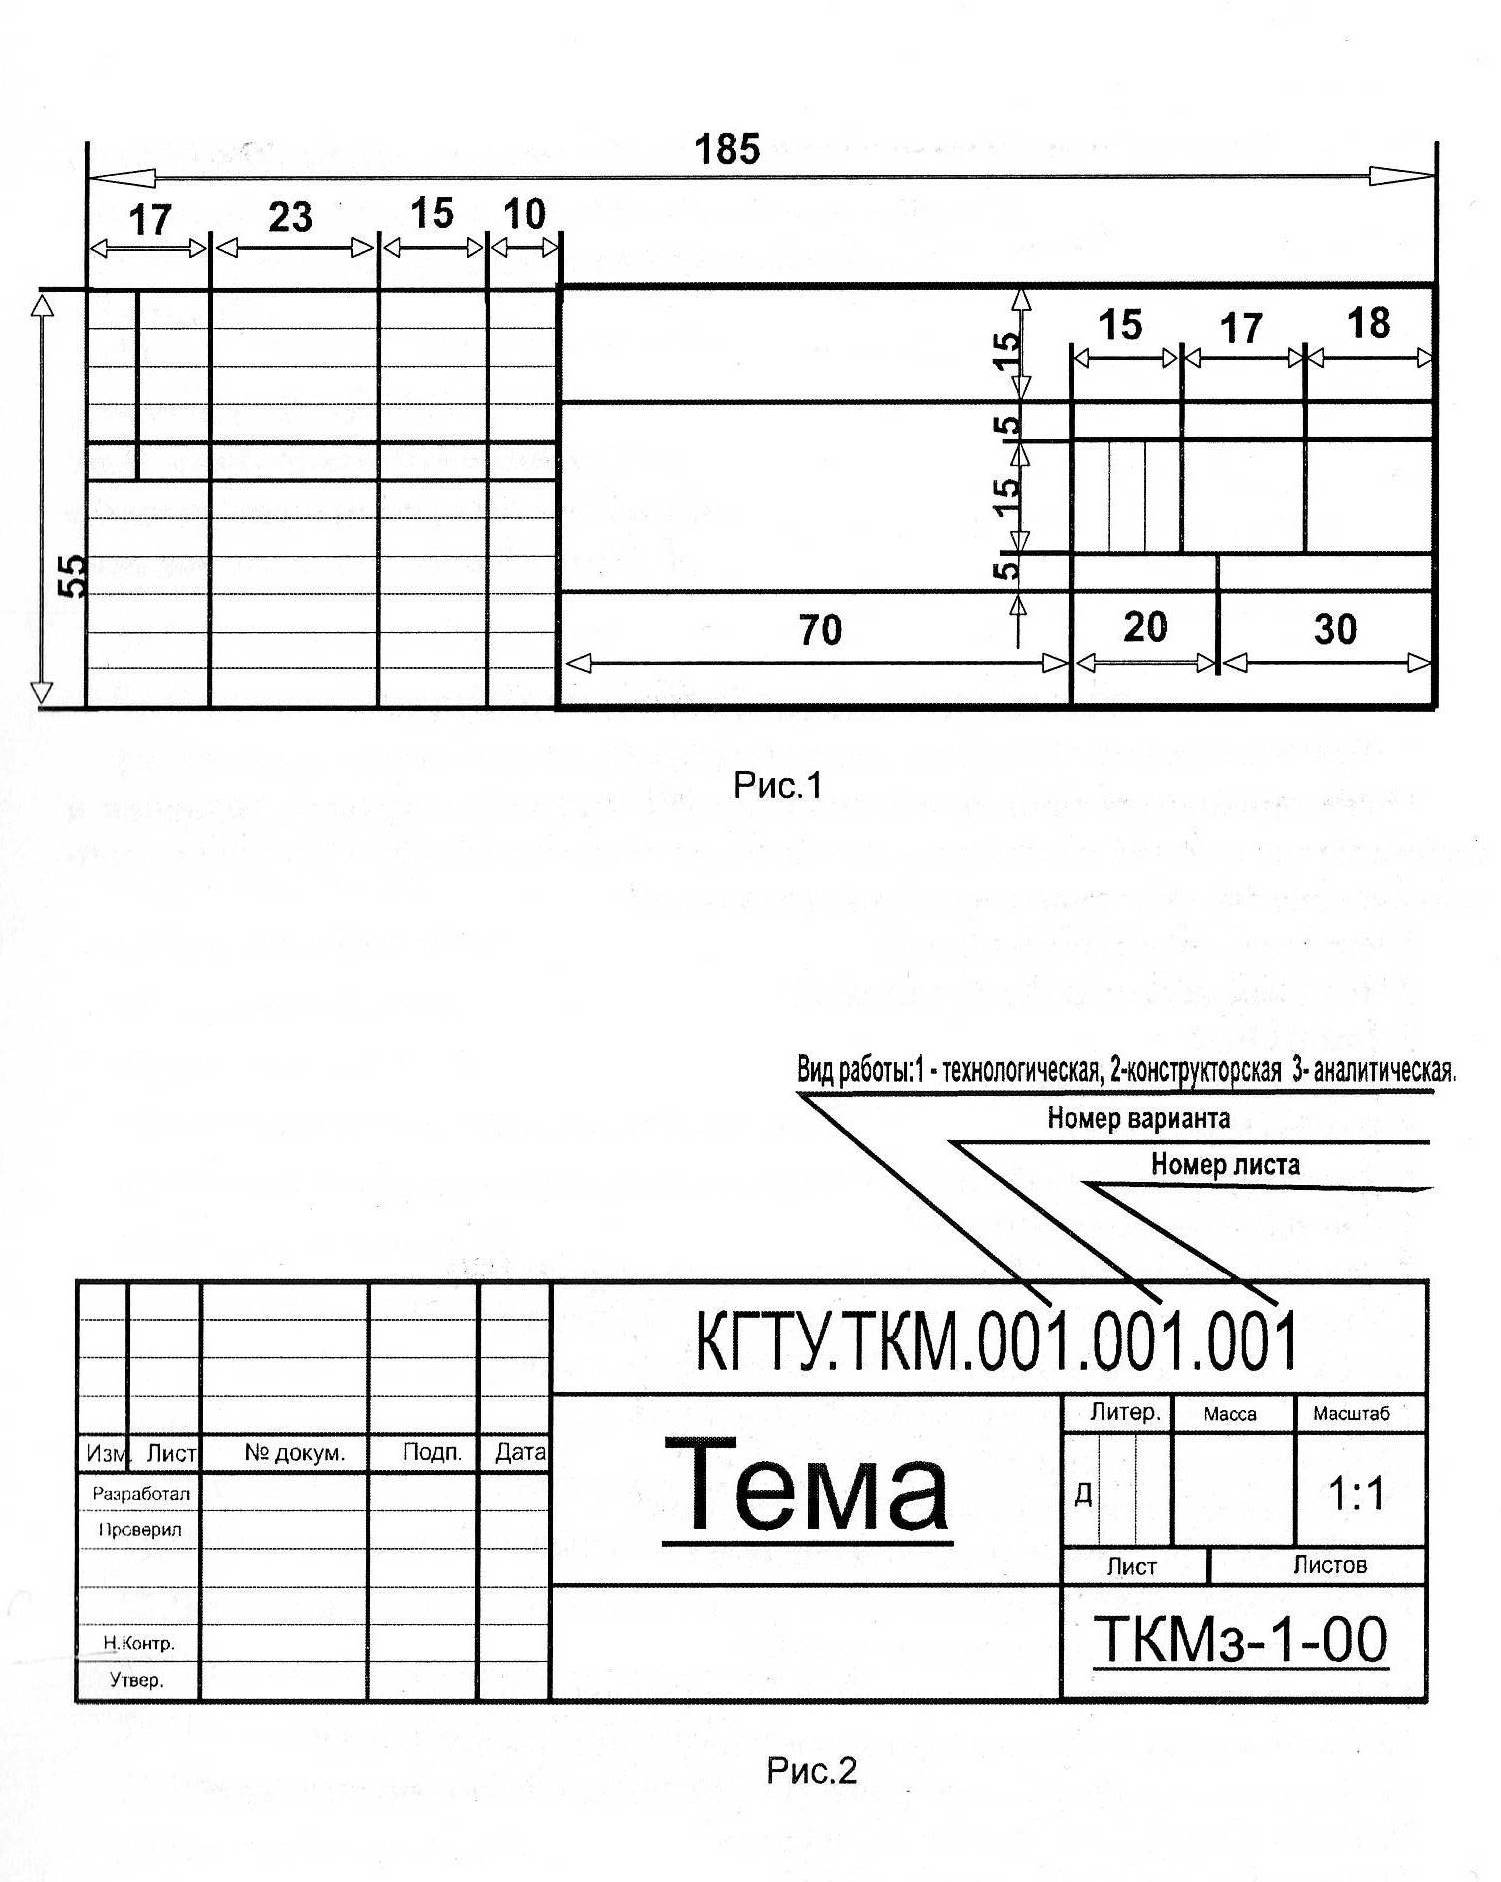 185
17 23 15 10
15 15 17 18
5
15
55 5
70 20 30
Рис.1
Вид работы:1 - технологическая, 2-конструкторская 3- аналитическая.
Номер варианта
Номер листа
КГТУ.ТКМ.001.001.001
Литер. Масса Масштаб
Изм. Лист № докум. Подп. Дата Тема
Разработал Д 1:1
Проверил
Лист Листов
Н.Контр. ТКМз-1-00
Утвер.
Рис.2